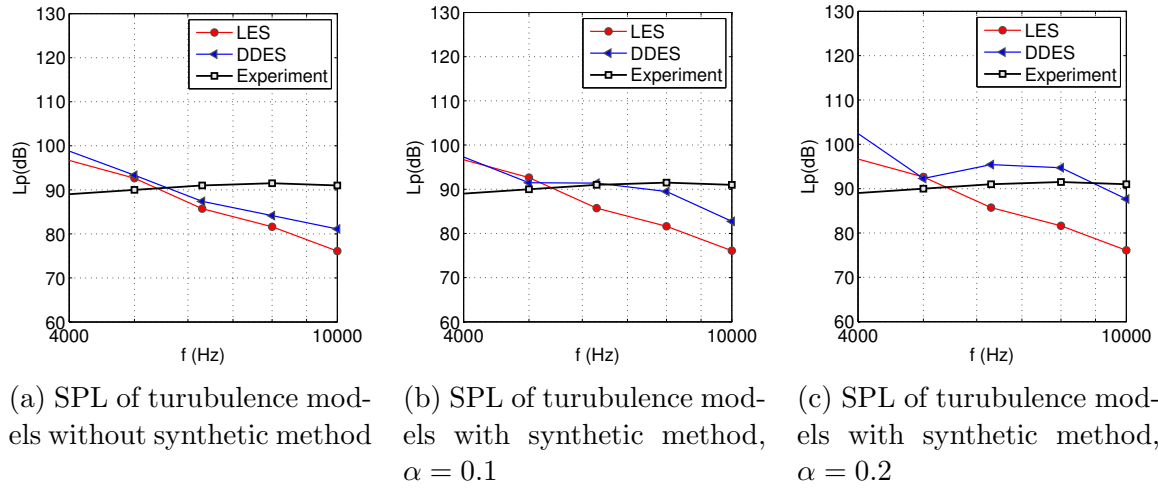 130
120
110
100
90
80
70
60
Lp(dB)
4000
10000
f (Hz)
LES
DDES
Experiment
(a) SPL of turubulence mod-
els without synthetic method
130
120
110
100
90
80
70
60
Lp(dB)
4000
10000
f (Hz)
LES
DDES
Experiment
(b) SPL of turubulence mod-
els with synthetic method,
α = 0.1
130
120
110
100
90
80
70
60
Lp(dB)
4000
10000
f (Hz)
LES
DDES
Experiment
(c) SPL of turubulence mod-
els with synthetic method,
α = 0.2